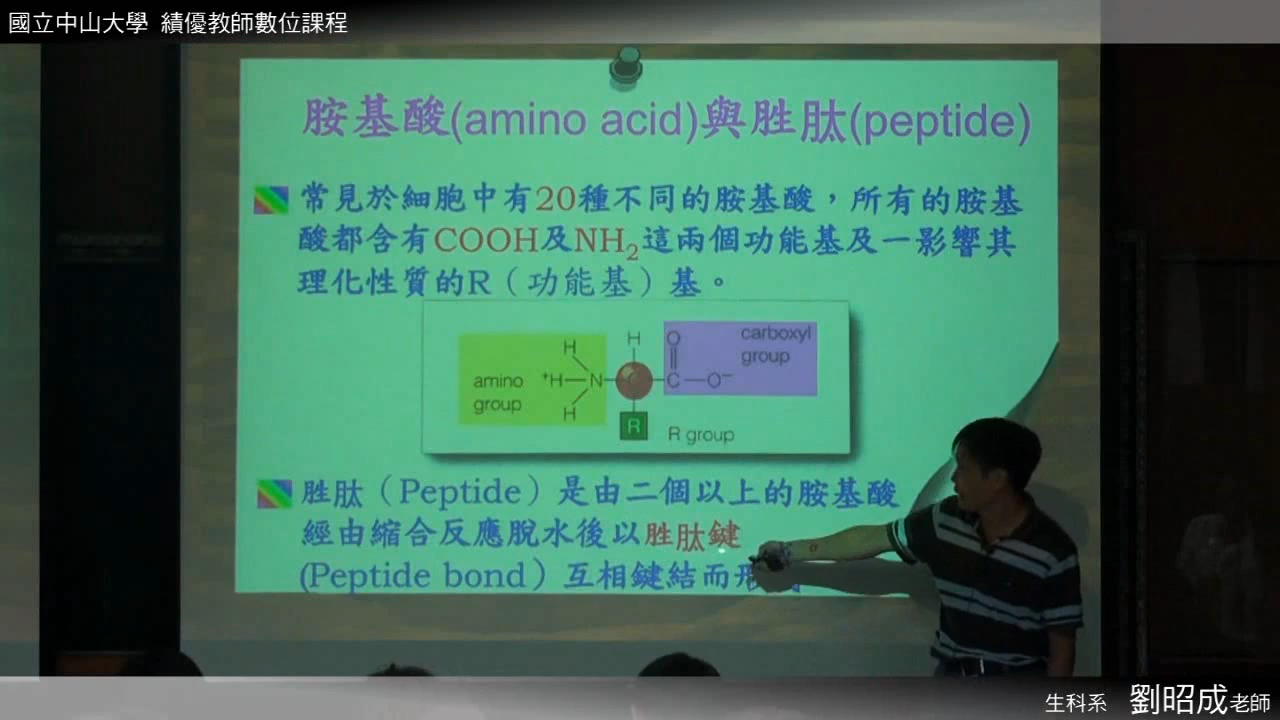 國立中山大學 績優教師數位課程
胺基酸(amino acid)與胜肽(peptide)
常見於細胞中有20種不同的胺基酸，所有的胺基
酸都含有COOH及NH2這兩個功能基及一影響其
理化性質的R（功能基）基。
amino group
H
+H—N
H
H
C
R
O
C—O−
carboxyl group
R group
胜肽（Peptide）是由二個以上的胺基酸
經由縮合反應脫水後以胜肽鍵
(Peptide bond）互相鍵結而形
生科系 劉昭成老師